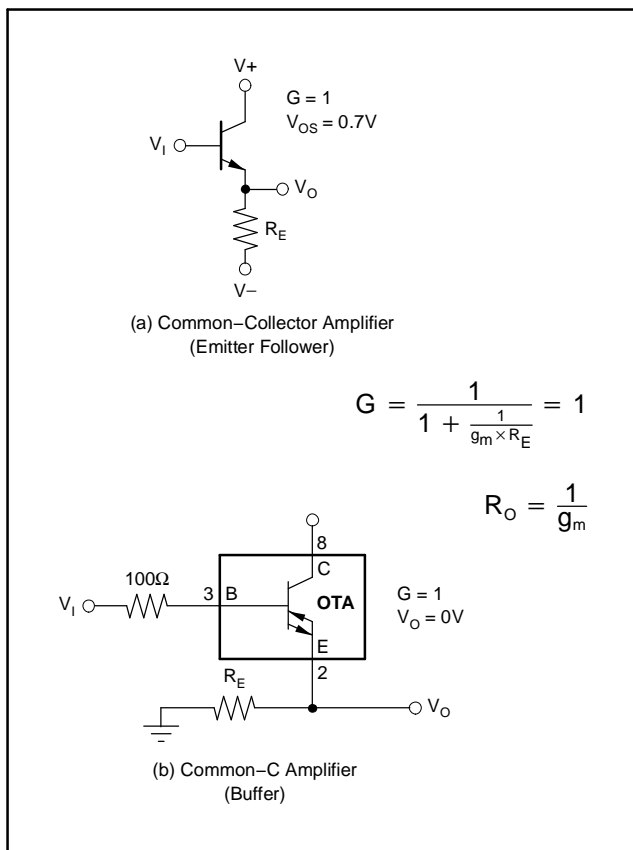 V+
G = 1
V_OS = 0.7V
V_I
V_O
R_E
V−
(a) Common−Collector Amplifier
(Emitter Follower)
G = 1 / (1 + 1 / (g_m × R_E)) = 1
R_O = 1 / g_m
8
C
100Ω
3 B
OTA
G = 1
V_O = 0V
V_I
E
2
R_E
V_O
(b) Common−C Amplifier
(Buffer)